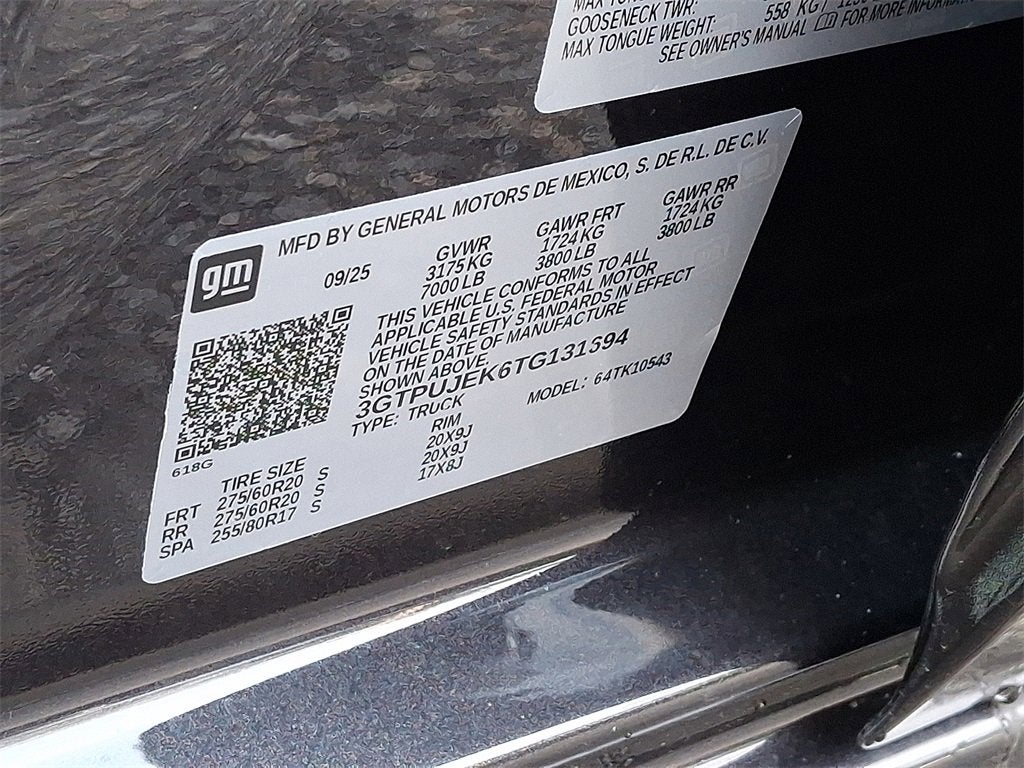 GOOSENECK TWR:
MAX TONGUE WEIGHT: 558 KG /
SEE OWNER'S MANUAL FOR MORE INFORMATION
MFD BY GENERAL MOTORS DE MEXICO, S. DE R.L. DE C.V.
gm
09/25
GVWR GAWR FRT GAWR RR
3175 KG 1724 KG 1724 KG
7000 LB 3800 LB 3800 LB
THIS VEHICLE CONFORMS TO ALL
APPLICABLE U.S. FEDERAL MOTOR
VEHICLE SAFETY STANDARDS IN EFFECT
ON THE DATE OF MANUFACTURE
SHOWN ABOVE.
3GTPUJEK6TG131694
TYPE: TRUCK MODEL: 64TK10543
618G
TIRE SIZE RIM
FRT 275/60R20 S 20X9J
RR 275/60R20 S 20X9J
SPA 255/80R17 S 17X8J